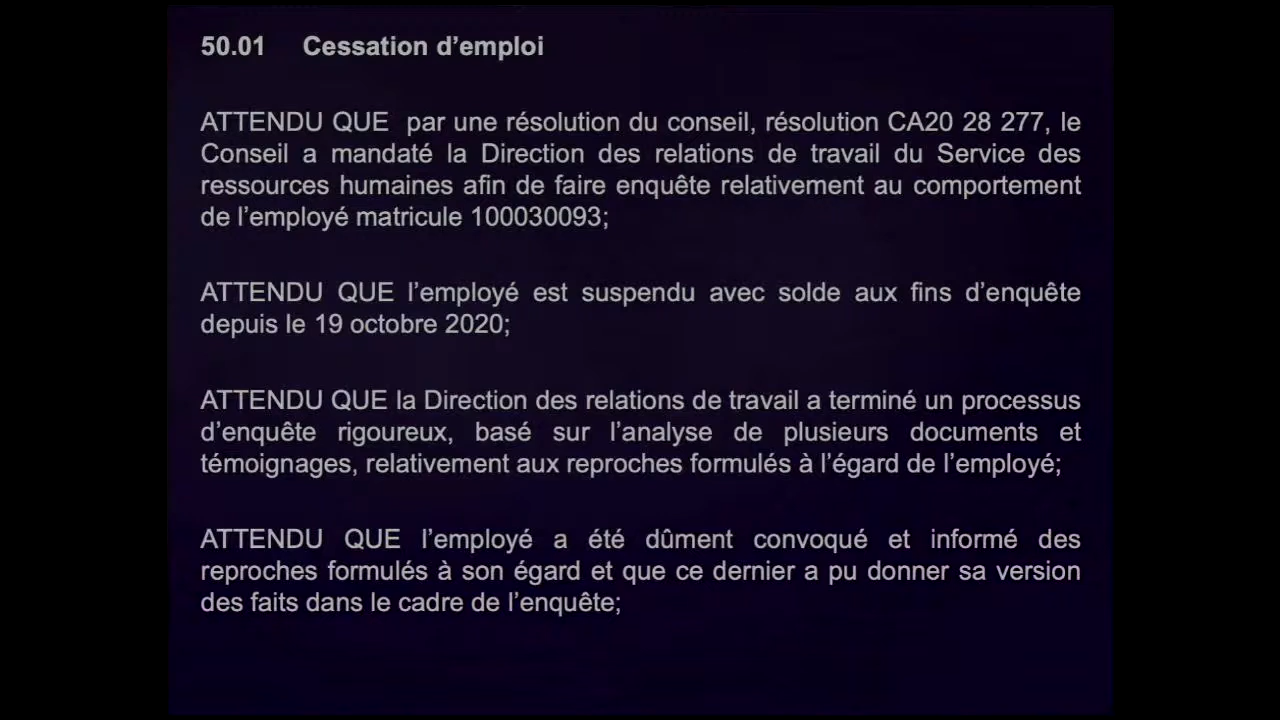 50.01 Cessation d’emploi
ATTENDU QUE par une résolution du conseil, résolution CA20 28 277, le
Conseil a mandaté la Direction des relations de travail du Service des
ressources humaines afin de faire enquête relativement au comportement
de l’employé matricule 100030093;
ATTENDU QUE l’employé est suspendu avec solde aux fins d’enquête
depuis le 19 octobre 2020;
ATTENDU QUE la Direction des relations de travail a terminé un processus
d’enquête rigoureux, basé sur l’analyse de plusieurs documents et
témoignages, relativement aux reproches formulés à l’égard de l’employé;
ATTENDU QUE l’employé a été dûment convoqué et informé des
reproches formulés à son égard et que ce dernier a pu donner sa version
des faits dans le cadre de l’enquête;